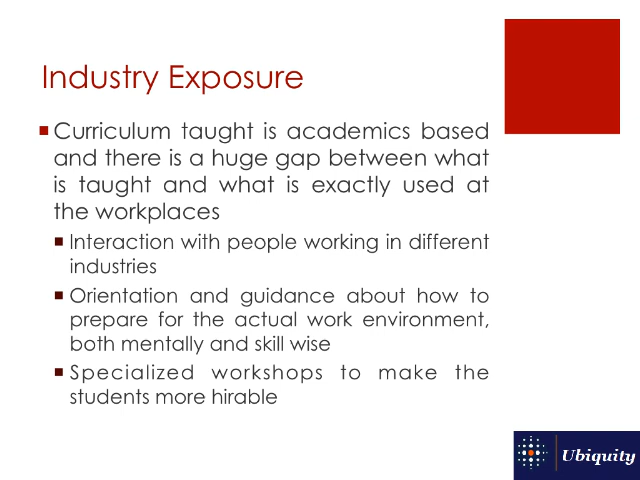 Industry Exposure
Curriculum taught is academics based
and there is a huge gap between what
is taught and what is exactly used at
the workplaces
Interaction with people working in different
industries
Orientation and guidance about how to
prepare for the actual work environment,
both mentally and skill wise
Specialized workshops to make the
students more hirable
Ubiquity